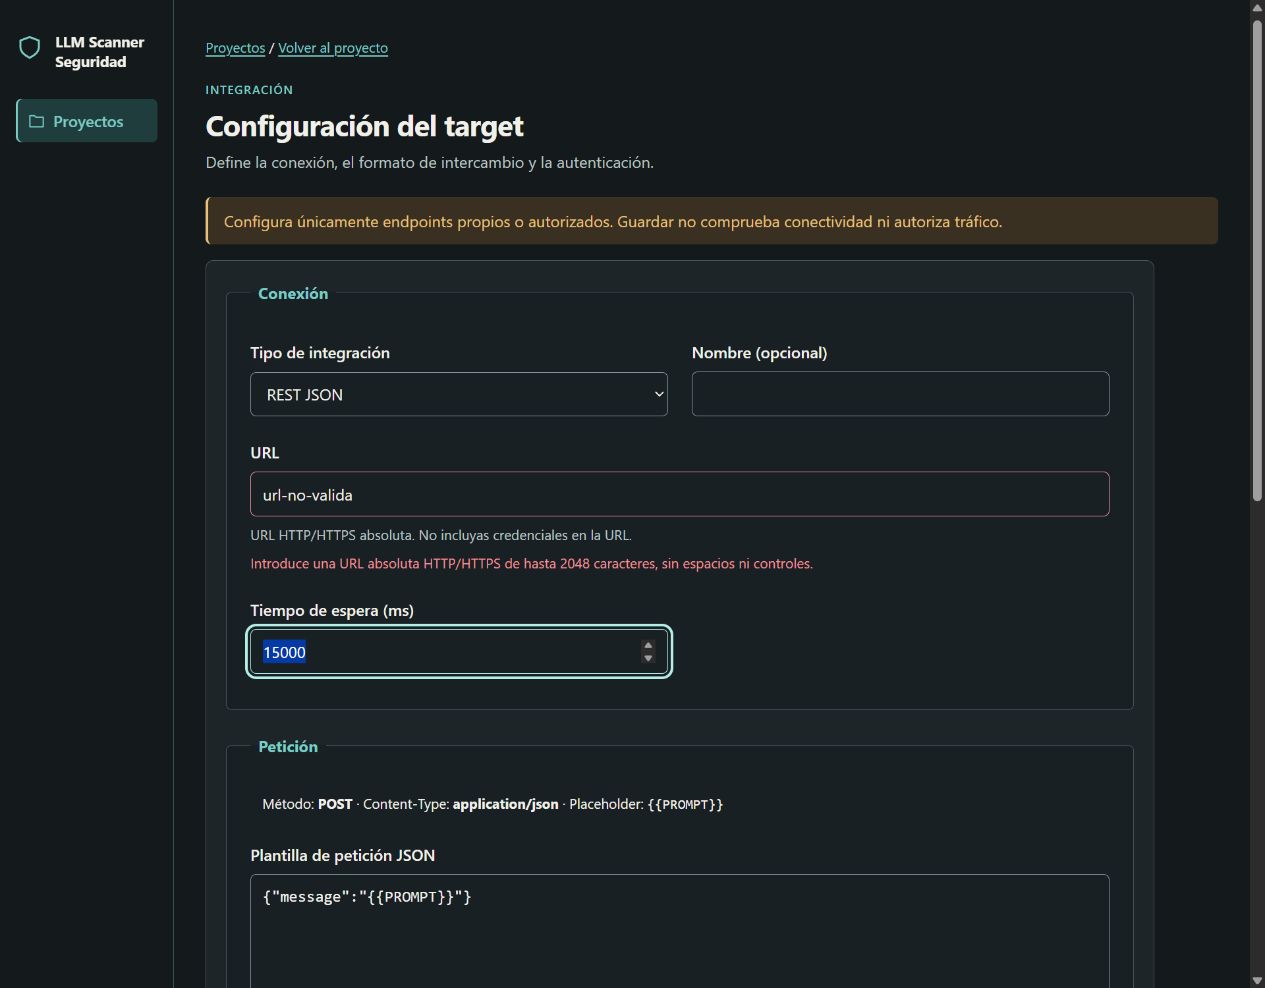 LLM Scanner
Seguridad
Proyectos
Proyectos / Volver al proyecto
INTEGRACIÓN
Configuración del target
Define la conexión, el formato de intercambio y la autenticación.
Configura únicamente endpoints propios o autorizados. Guardar no comprueba conectividad ni autoriza tráfico.
Conexión
Tipo de integración
REST JSON
Nombre (opcional)
URL
url-no-valida
URL HTTP/HTTPS absoluta. No incluyas credenciales en la URL.
Introduce una URL absoluta HTTP/HTTPS de hasta 2048 caracteres, sin espacios ni controles.
Tiempo de espera (ms)
15000
Petición
Método: POST · Content-Type: application/json · Placeholder: {{PROMPT}}
Plantilla de petición JSON
{"message":"{{PROMPT}}"}